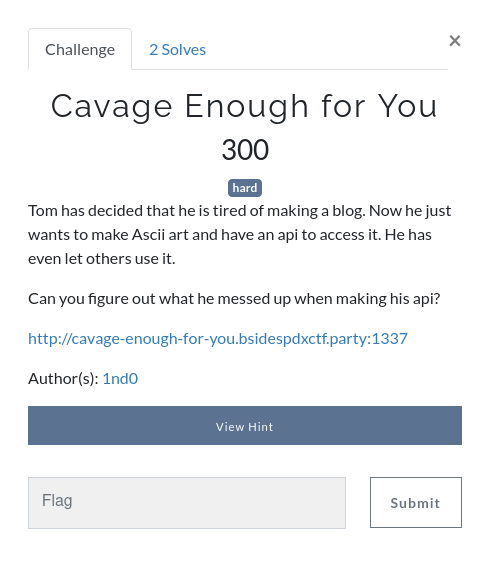 Challenge
2 Solves
×
Cavage Enough for You
300
hard
Tom has decided that he is tired of making a blog. Now he just
wants to make Ascii art and have an api to access it. He has
even let others use it.
Can you figure out what he messed up when making his api?
http://cavage-enough-for-you.bsidespdxctf.party:1337
Author(s): 1nd0
View Hint
Flag
Submit